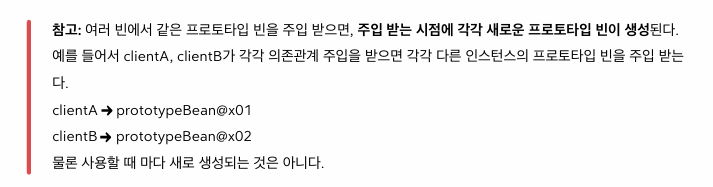 참고: 여러 빈에서 같은 프로토타입 빈을 주입 받으면, 주입 받는 시점에 각각 새로운 프로토타입 빈이 생성된다.
예를 들어서 clientA, clientB가 각각 의존관계 주입을 받으면 각각 다른 인스턴스의 프로토타입 빈을 주입 받는
다.
clientA ➔ prototypeBean@x01
clientB ➔ prototypeBean@x02
물론 사용할 때 마다 새로 생성되는 것은 아니다.